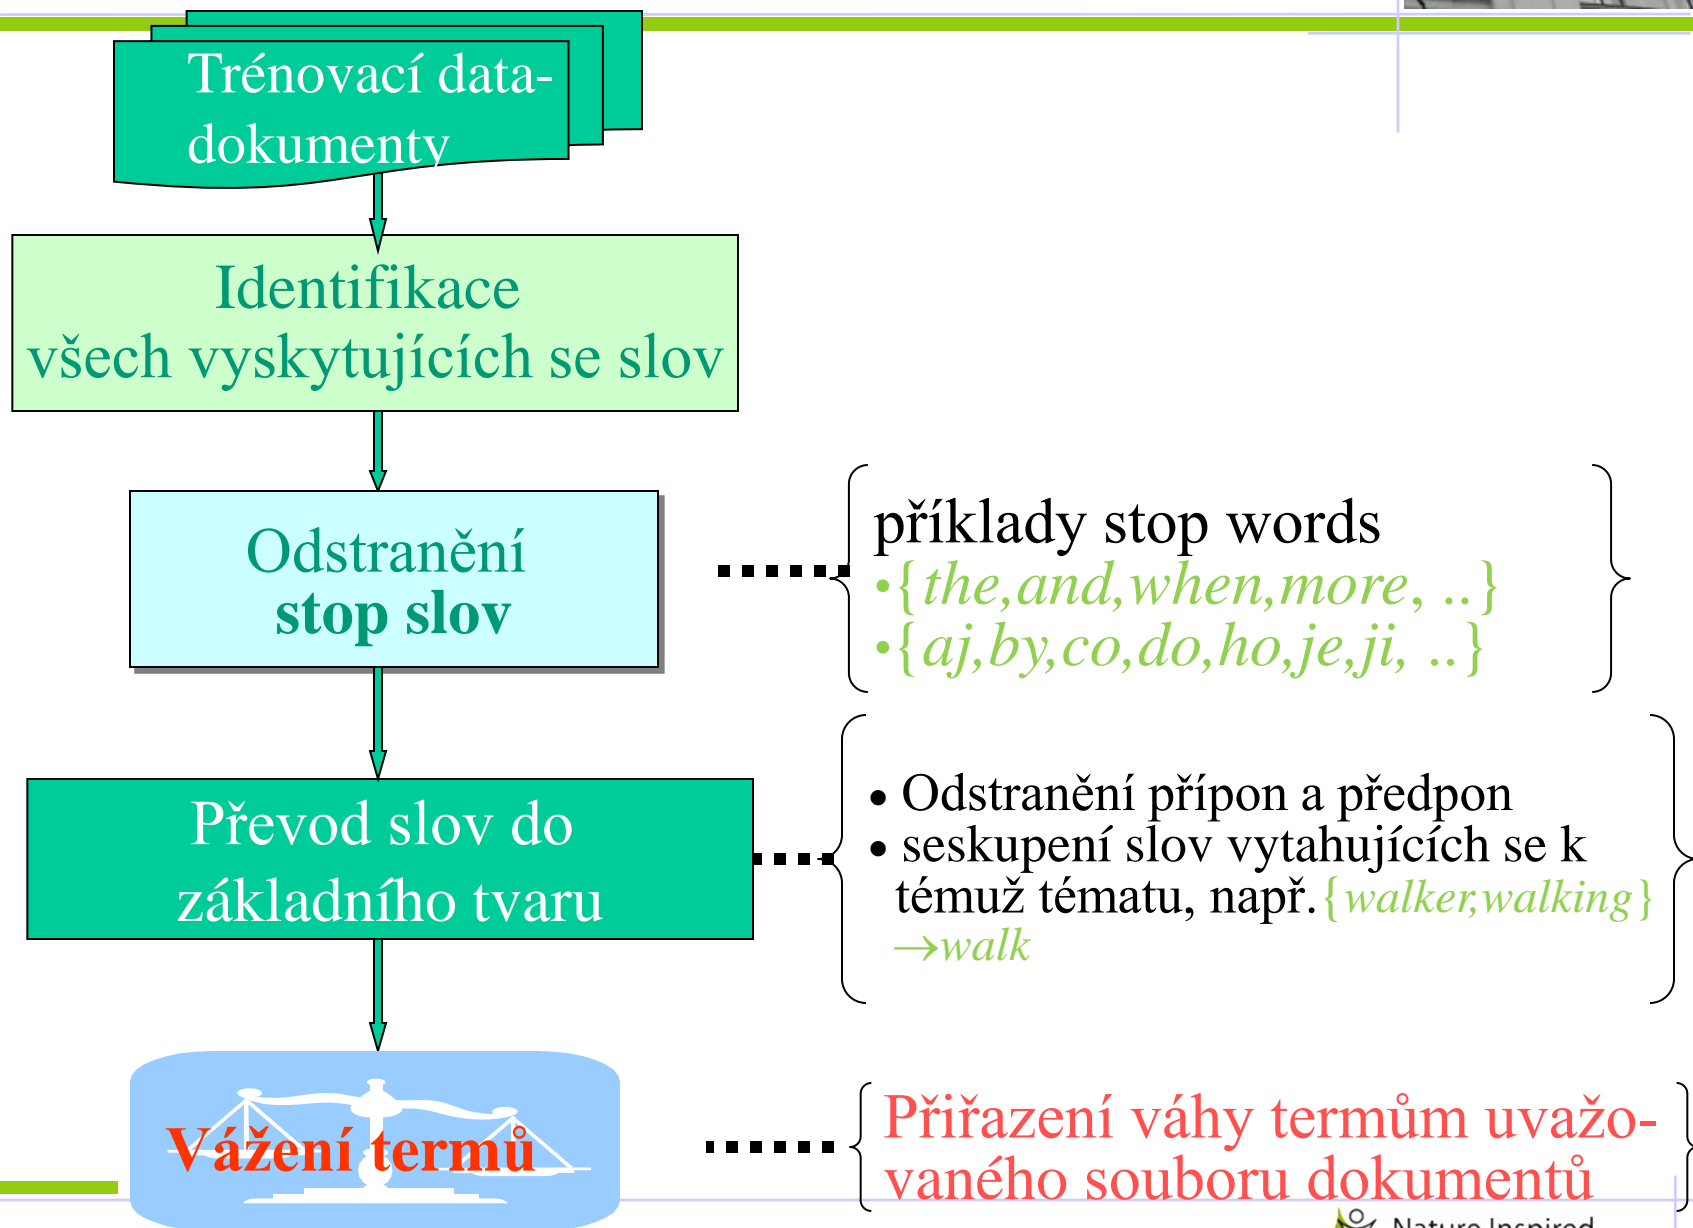 Trénovací data-
dokumenty
Identifikace
všech vyskytujících se slov
Odstranění
stop slov
příklady stop words
•{the,and,when,more, ..}
•{aj,by,co,do,ho,je,ji, ..}
Převod slov do
základního tvaru
• Odstranění přípon a předpon
• seskupení slov vytahujících se k
témuž tématu, např.{walker,walking}
→walk
Vážení termů
Přiřazení váhy termům uvažo-
vaného souboru dokumentů
Nature Inspired